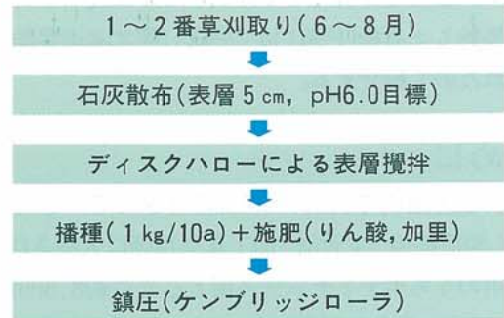 1～2番草刈取り(6～8月)
石灰散布(表層5cm, pH6.0目標)
ディスクハローによる表層攪拌
播種(1kg/10a)＋施肥(りん酸,加里)
鎮圧(ケンブリッジローラ)